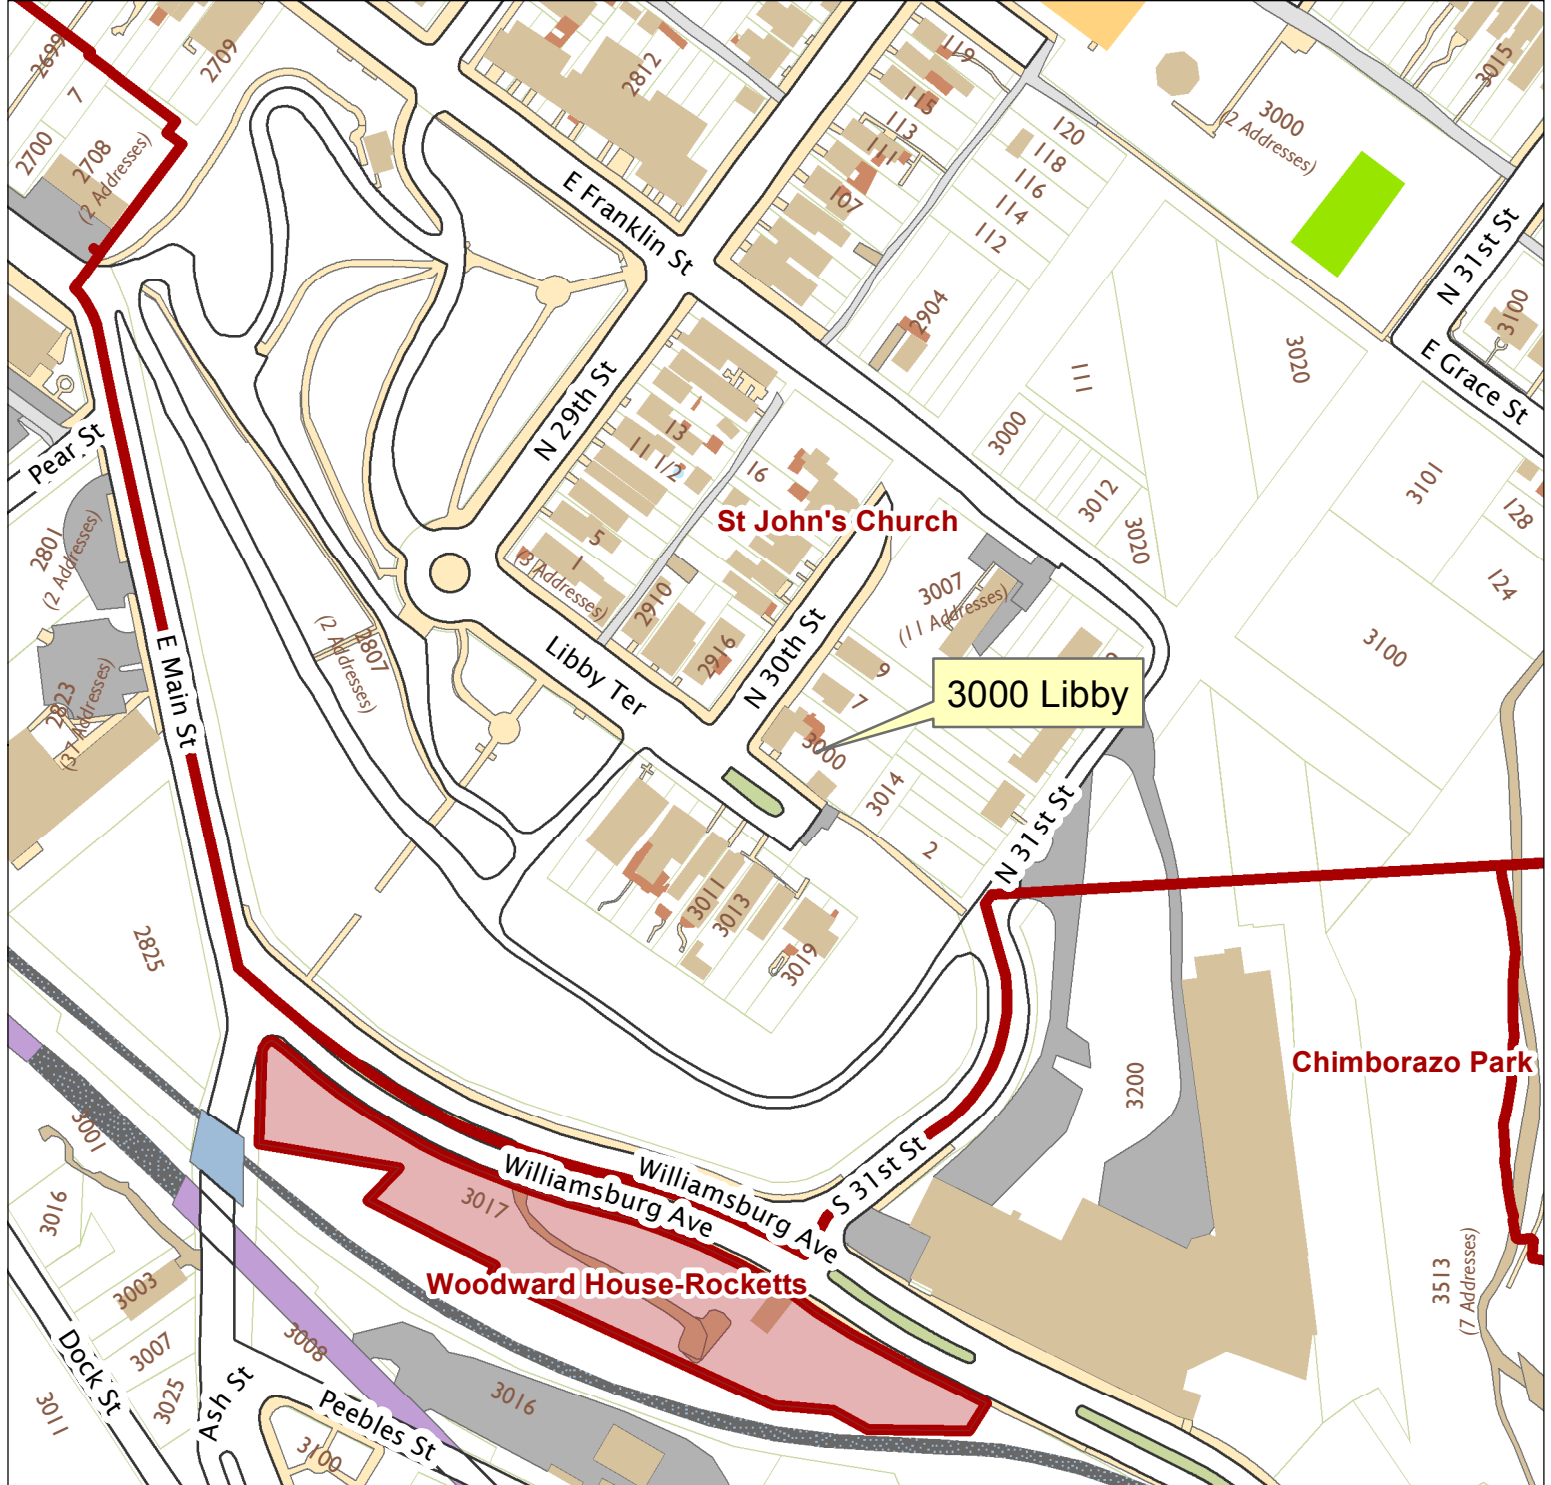 2699
7
2700
2708
(2 Addresses)
2709
2812
119
115
113
111
107
120
118
116
114
112
3000
(2 Addresses)
3015
E Franklin St
N 31st St
3100
E Grace St
2904
111
3020
3000
3012
3020
3101
128
124
3100
Pear St
2801
(2 Addresses)
2823
(37 Addresses)
E Main St
2807
(2 Addresses)
N 29th St
13
11 1/2
5
1
(3 Addresses)
16
St John's Church
2910
2916
Libby Ter
N 30th St
3007
(11 Addresses)
9
7
3000
3000 Libby
3014
2
N 31st St
3011
3013
3019
2825
3200
Chimborazo Park
3001
3016
3003
3007
3025
3011
Dock St
Ash St
3008
Peebles St
3100
3016
3017
Williamsburg Ave
Williamsburg Ave
S 31st St
Woodward House-Rocketts
3513
(7 Addresses)